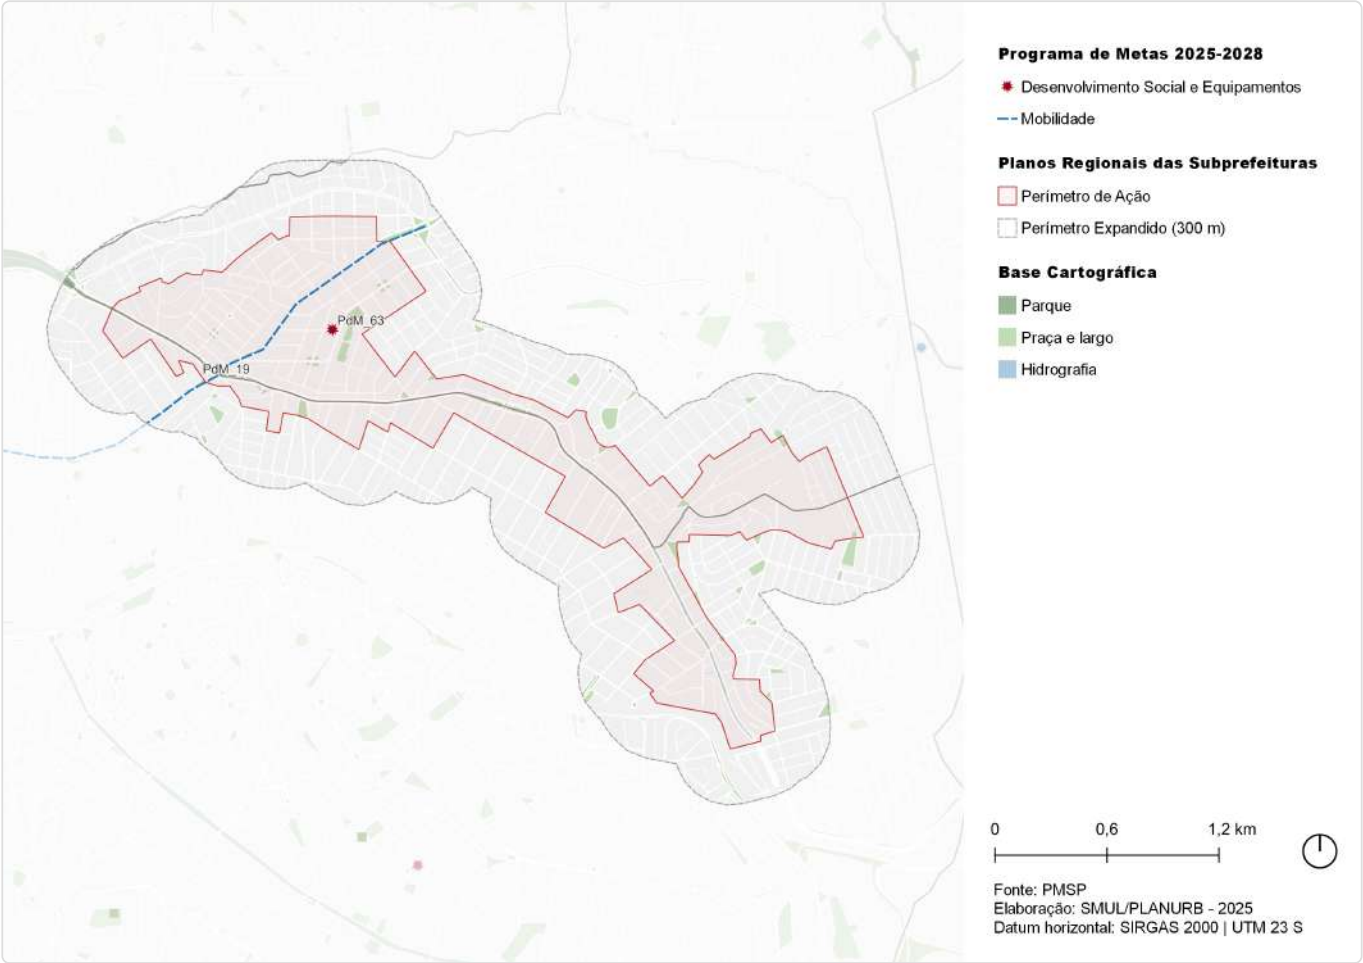 Programa de Metas 2025-2028
Desenvolvimento Social e Equipamentos
Mobilidade
Planos Regionais das Subprefeituras
Perímetro de Ação
Perímetro Expandido (300 m)
Base Cartográfica
Parque
Praça e largo
Hidrografia
PdM_63
PdM_19
0 0,6 1,2 km
Fonte: PMSP
Elaboração: SMUL/PLANURB - 2025
Datum horizontal: SIRGAS 2000 | UTM 23 S